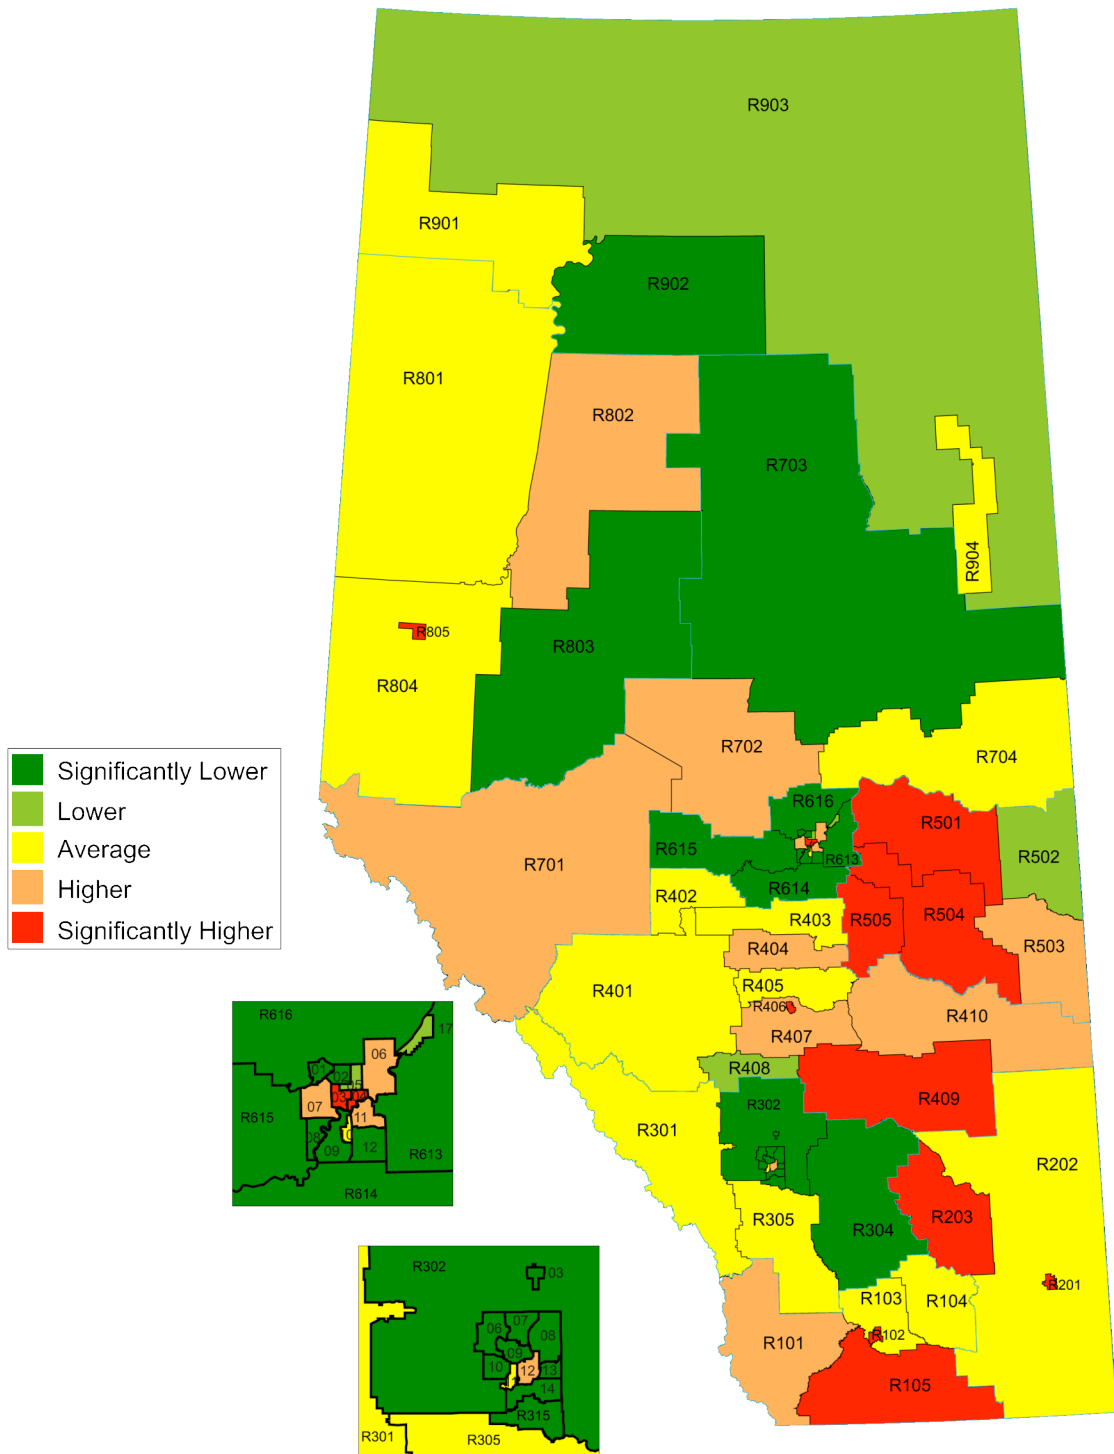 R903
R901
R902
R801
R802
R703
R904
R805
R803
R804
R702
R704
Significantly Lower
Lower
Average
Higher
Significantly Higher
R616
R501
R615
R613
R502
R701
R614
R402
R403
R505
R504
R404
R503
R405
R401
R406
R407
R410
R408
R409
R302
R301
R202
R305
R304
R203
R201
R103
R104
R102
R101
R105
R616
17
06
01
02
05
03
04
07
11
R615
08
10
09
12
R613
R614
R302
03
07
06
08
09
10
12
13
14
R315
R301
R305